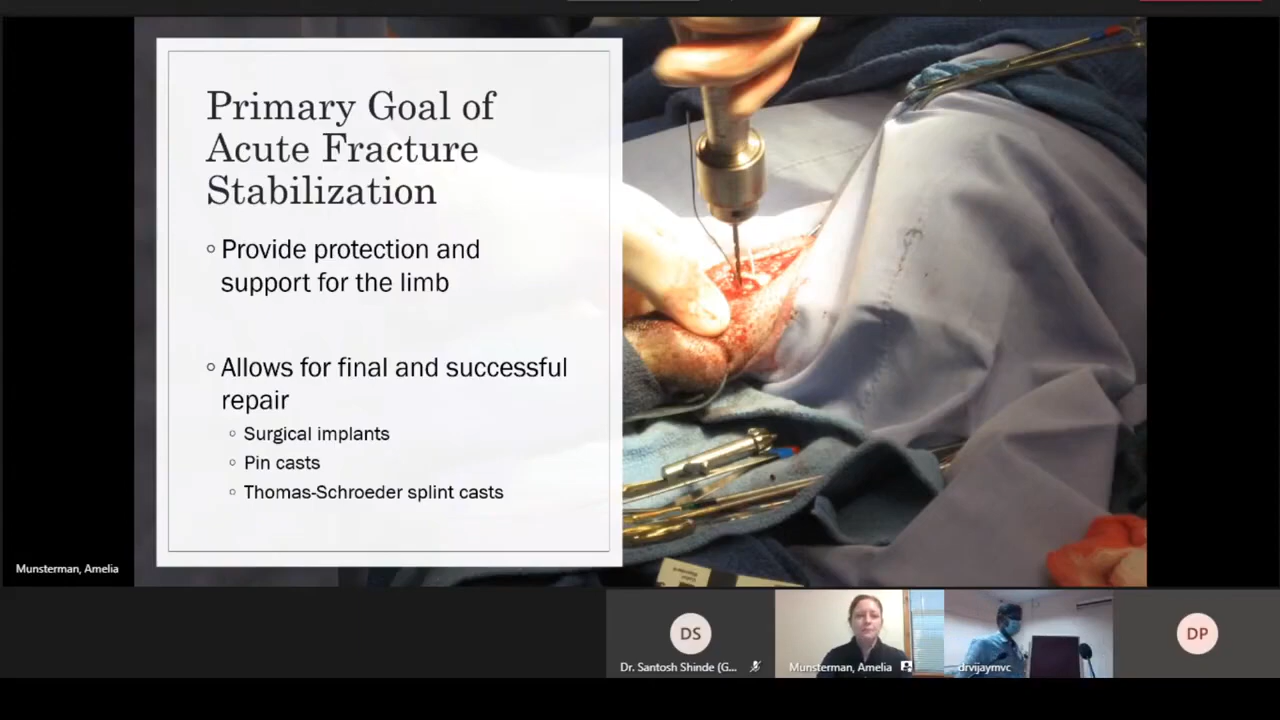 Primary Goal of
Acute Fracture
Stabilization
◦ Provide protection and
support for the limb
◦ Allows for final and successful
repair
◦ Surgical implants
◦ Pin casts
◦ Thomas-Schroeder splint casts
Munsterman, Amelia
DS
Dr. Santosh Shinde (G...
Munsterman, Amelia
drvijaymvc
DP